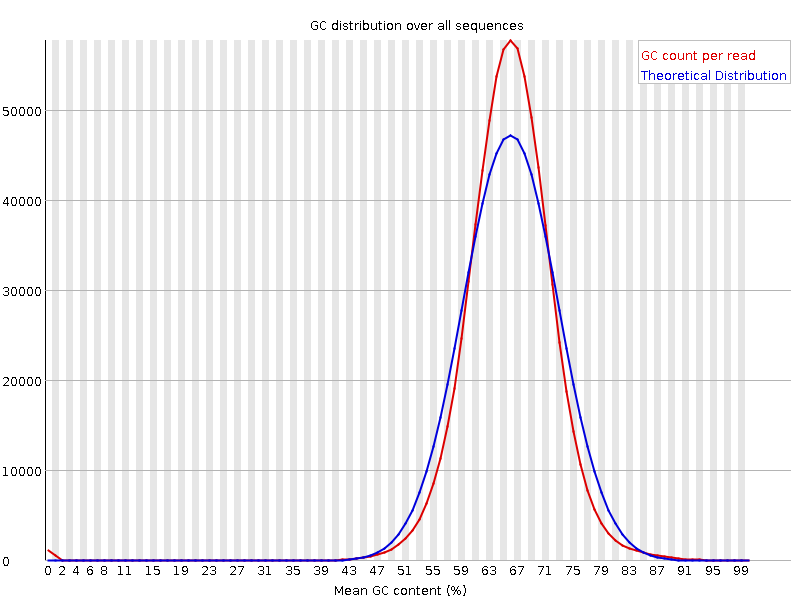 GC distribution over all sequences
GC count per read
Theoretical Distribution
50000
40000
30000
20000
10000
0
0 2 4 6 8 11 15 19 23 27 31 35 39 43 47 51 55 59 63 67 71 75 79 83 87 91 95 99
Mean GC content (%)